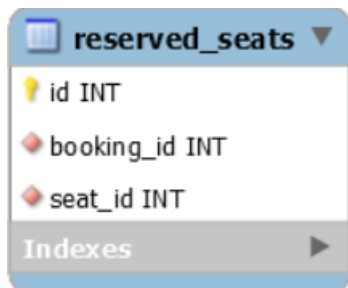 reserved_seats
id INT
booking_id INT
seat_id INT
Indexes